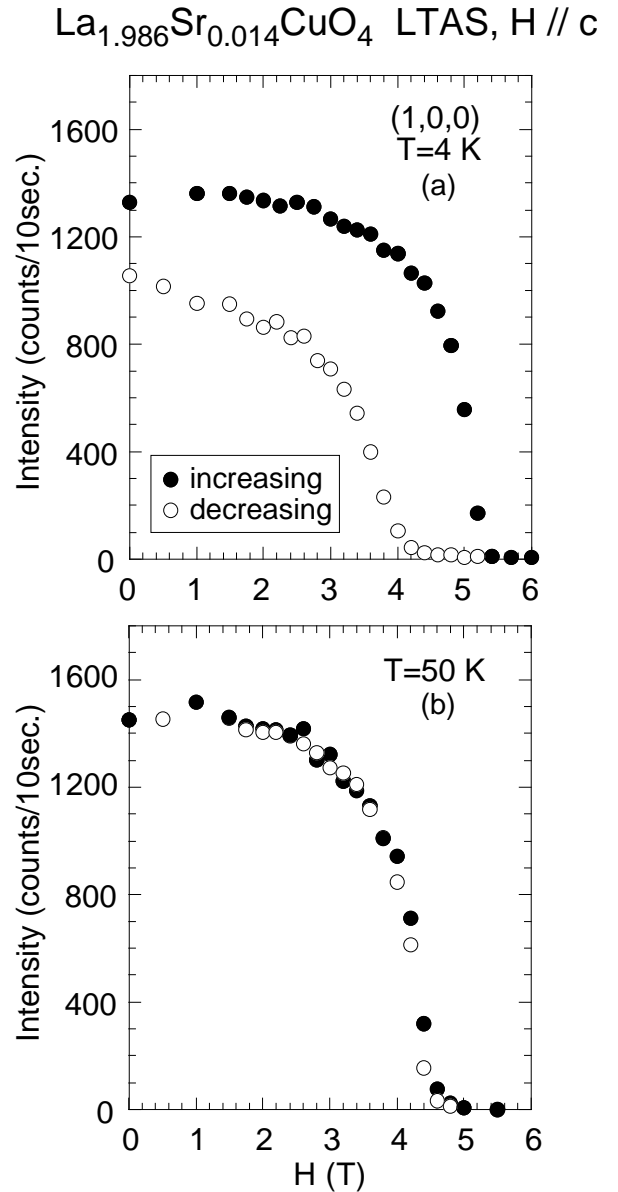 La1.986Sr0.014CuO4 LTAS, H // c
(1,0,0)
T=4 K
(a)
Intensity (counts/10sec.)
1600
1200
800
400
0
increasing
decreasing
0 1 2 3 4 5 6
T=50 K
(b)
Intensity (counts/10sec.)
1600
1200
800
400
0
0 1 2 3 4 5 6
H (T)